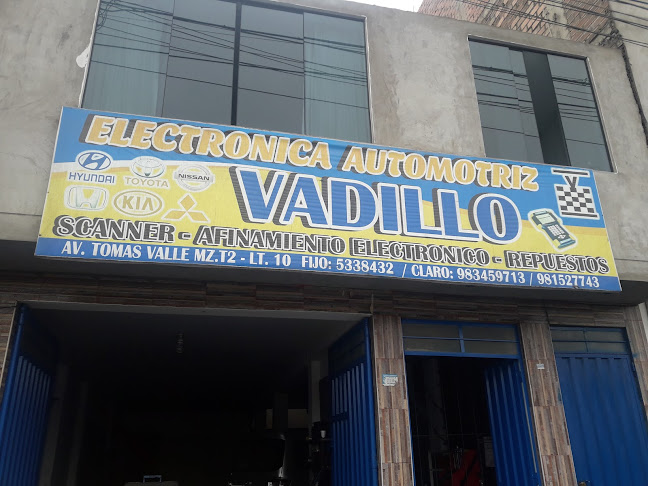 ELECTRONICA AUTOMOTRIZ
HYUNDAI
TOYOTA
NISSAN
KIA
VADILLO
SCANNER - AFINAMIENTO ELECTRONICO - REPUESTOS
AV. TOMAS VALLE MZ.T2 - LT. 10 FIJO: 5338432 / CLARO: 983459713 / 981527743